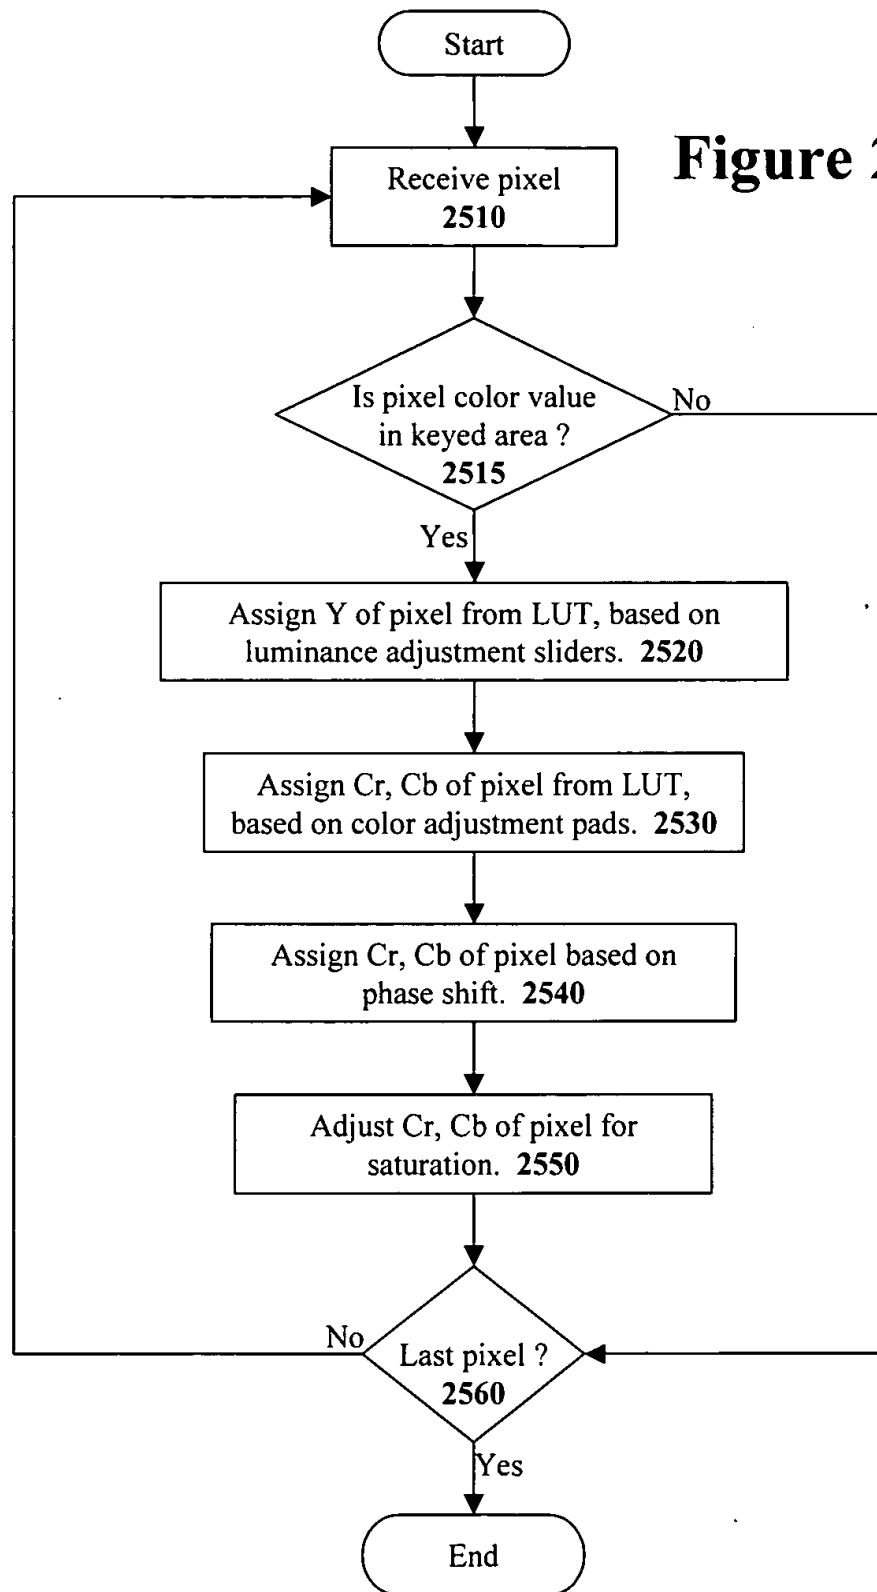 Start
Figure 2
Receive pixel
2510
Is pixel color value
in keyed area ?
2515
No
Yes
Assign Y of pixel from LUT, based on
luminance adjustment sliders. 2520
Assign Cr, Cb of pixel from LUT,
based on color adjustment pads. 2530
Assign Cr, Cb of pixel based on
phase shift. 2540
Adjust Cr, Cb of pixel for
saturation. 2550
No
Last pixel ?
2560
Yes
End